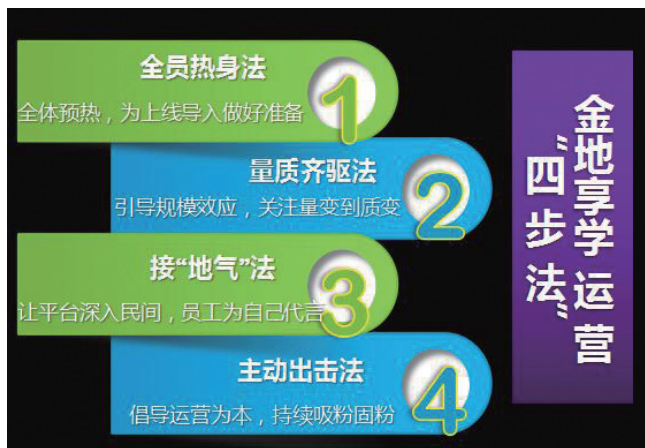 全员热身法
1
全体预热，为上线导入做好准备
量质齐驱法
2
引导规模效应，关注量变到质变
接“地气”法
3
让平台深入民间，员工为自己代言
主动出击法
4
倡导运营为本，持续吸粉固粉
金地享学运营
“四步法”